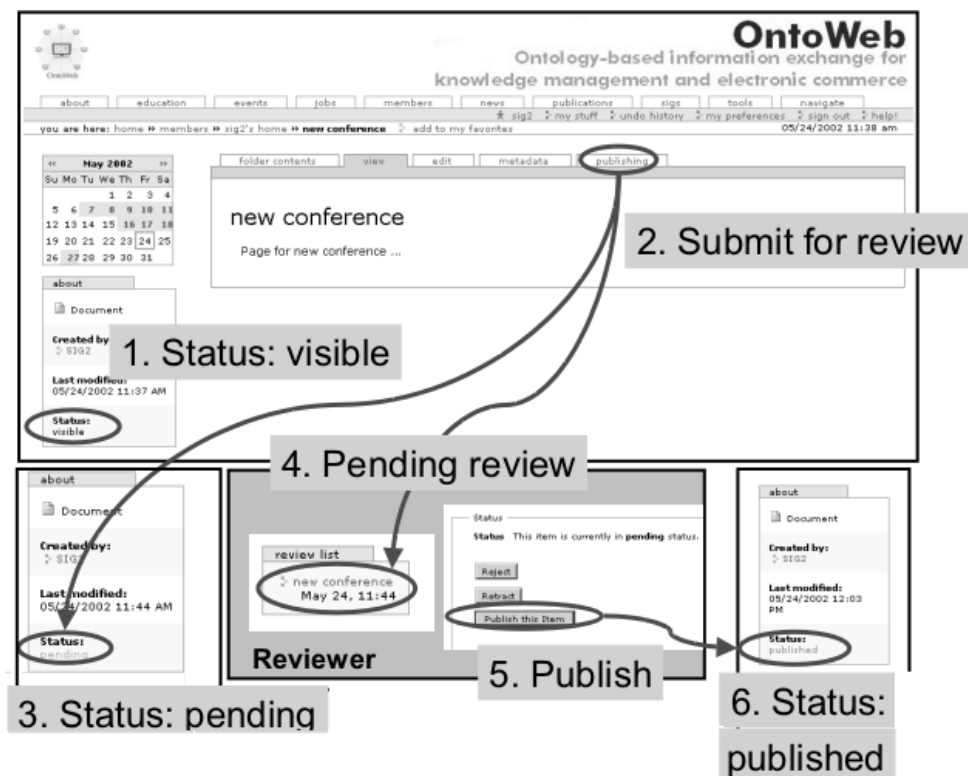 OntoWeb
Ontology-based information exchange for
knowledge management and electronic commerce
OntoWeb
about education events jobs members news publications sigs tools navigate
sig2 my stuff undo history my preferences sign out help!
you are here: home » members » sig2's home » new conference add to my favorites 05/24/2002 11:38 am
‹‹ May 2002 ››
Su Mo Tu We Th Fr Sa
1 2 3 4
5 6 7 8 9 10 11
12 13 14 15 16 17 18
19 20 21 22 23 24 25
26 27 28 29 30 31
folder contents view edit metadata publishing
new conference
Page for new conference ...
2. Submit for review
about
Document
Created by
SIG2
1. Status: visible
Last modified:
05/24/2002 11:37 AM
Status:
visible
4. Pending review
about
Document
Created by:
SIG2
Last modified:
05/24/2002 11:44 AM
Status:
pending
3. Status: pending
review list
new conference
May 24, 11:44
Reviewer
Status
Status This item is currently in pending status.
Reject
Retract
Publish this Item
5. Publish
about
Document
Created by:
SIG2
Last modified:
05/24/2002 12:03
PM
Status:
published
6. Status:
published